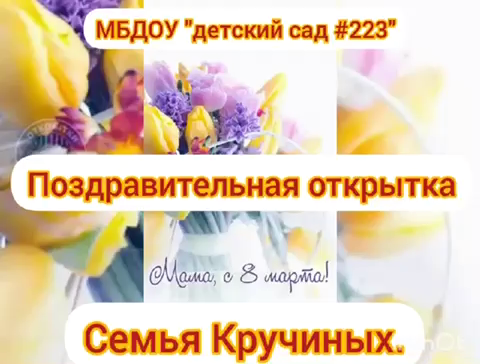 МБДОУ "детский сад #223"
Поздравительная открытка
Мама, с 8 марта!
Семья Кручиных.